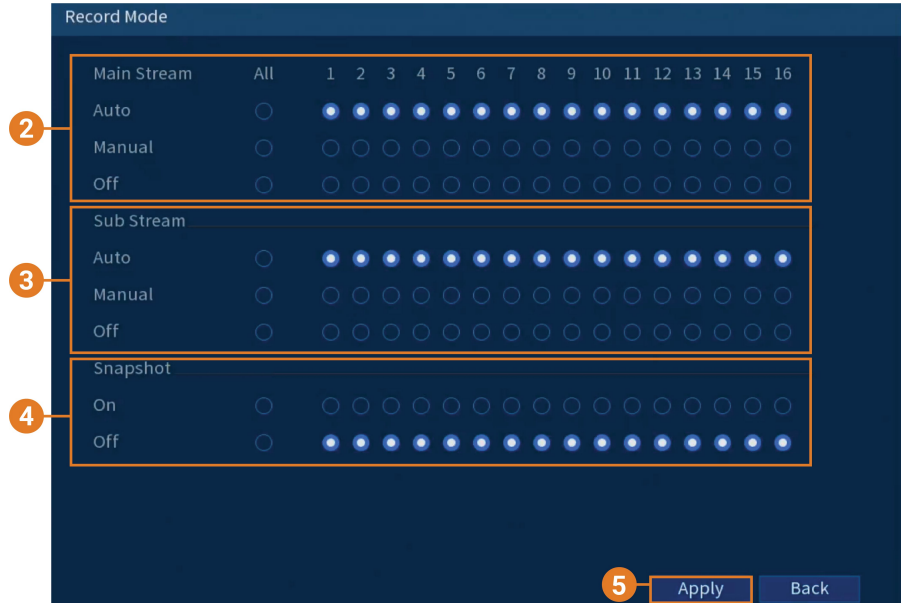 Record Mode
Main Stream All 1 2 3 4 5 6 7 8 9 10 11 12 13 14 15 16
Auto
2
Manual
Off
Sub Stream
Auto
3
Manual
Off
Snapshot
On
4
Off
5 Apply Back